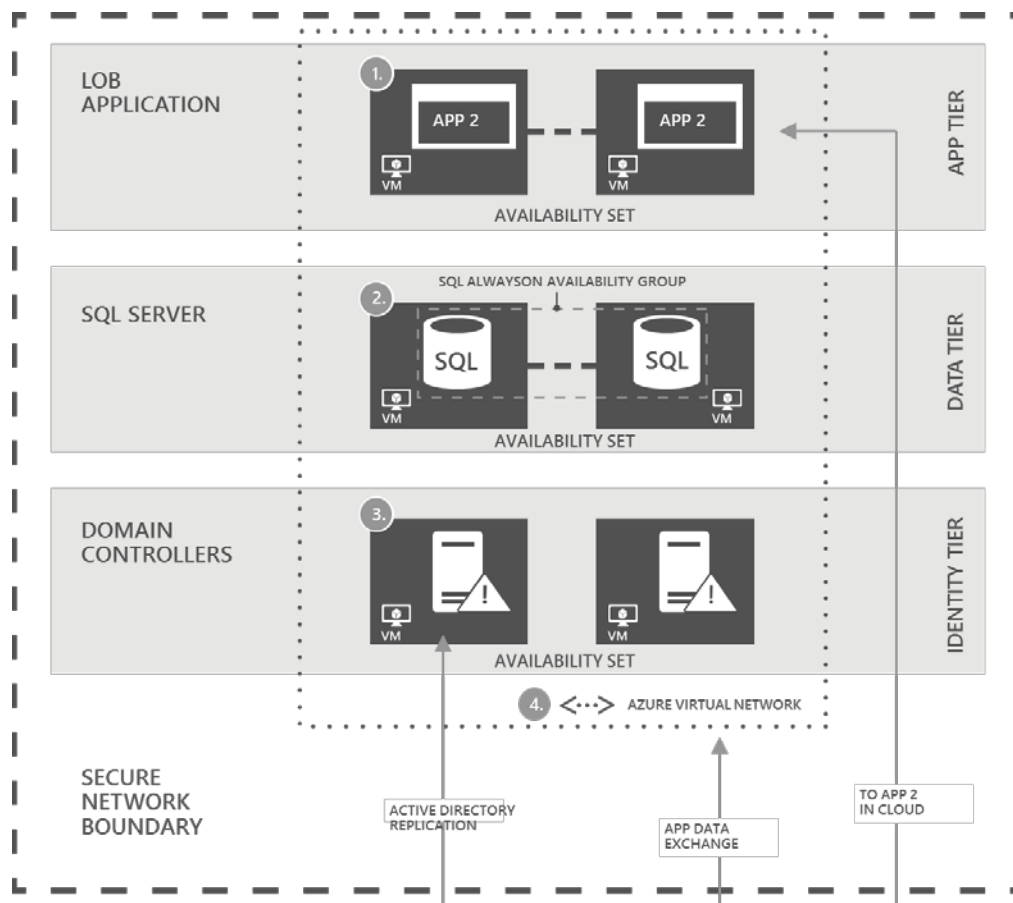 LOB
APPLICATION
1.
APP 2
APP 2
VM
VM
AVAILABILITY SET
APP TIER
SQL ALWAYSON AVAILABILITY GROUP
SQL SERVER
2.
SQL
SQL
VM
VM
AVAILABILITY SET
DATA TIER
DOMAIN
CONTROLLERS
3.
!
!
VM
VM
AVAILABILITY SET
IDENTITY TIER
4.
AZURE VIRTUAL NETWORK
SECURE
NETWORK
BOUNDARY
ACTIVE DIRECTORY
REPLICATION
APP DATA
EXCHANGE
TO APP 2
IN CLOUD